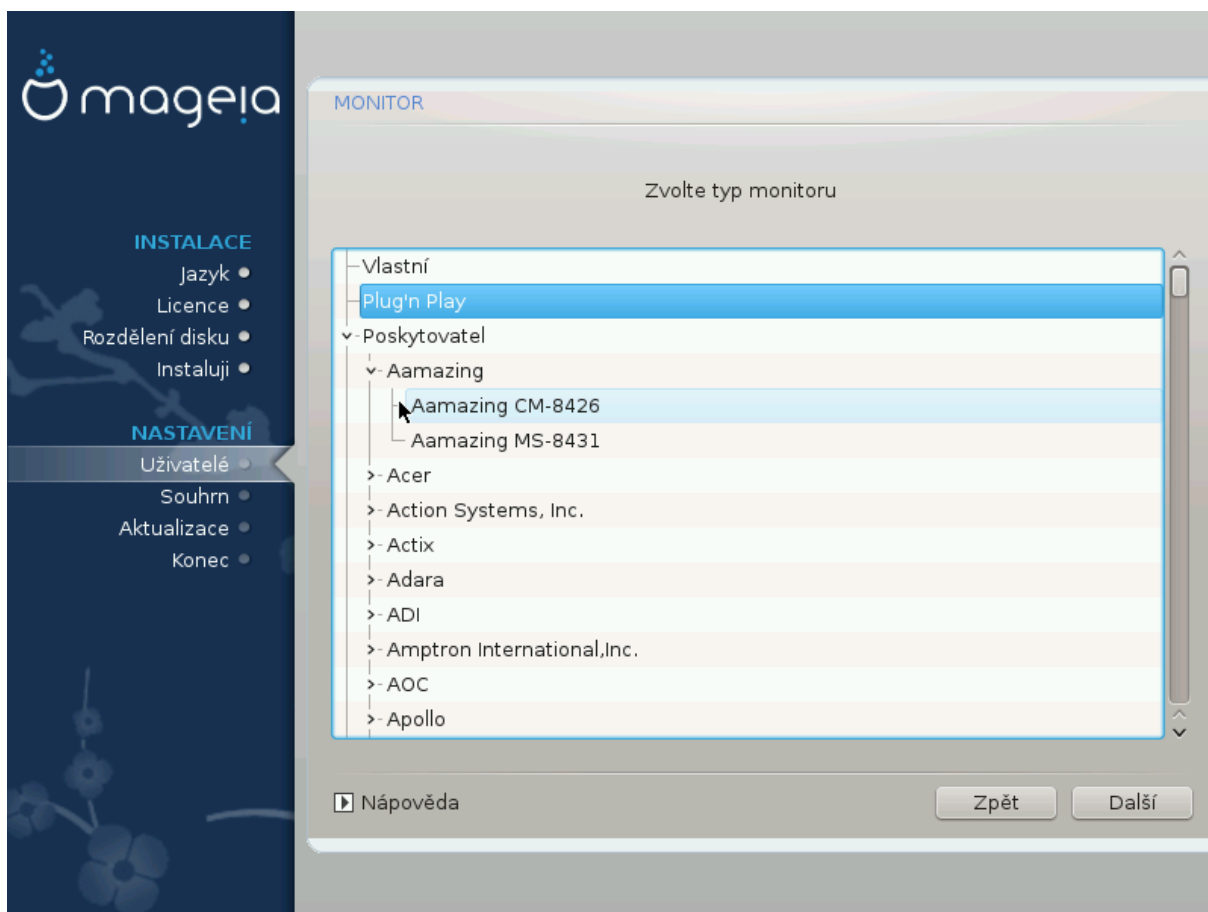 mageia
INSTALACE
Jazyk
Licence
Rozdělení disku
Instaluji
NASTAVENÍ
Uživatelé
Souhrn
Aktualizace
Konec
MONITOR
Zvolte typ monitoru
Vlastní
Plug'n Play
Poskytovatel
Aamazing
Aamazing CM-8426
Aamazing MS-8431
Acer
Action Systems, Inc.
Actix
Adara
ADI
Amptron International,Inc.
AOC
Apollo
Nápověda
Zpět
Další